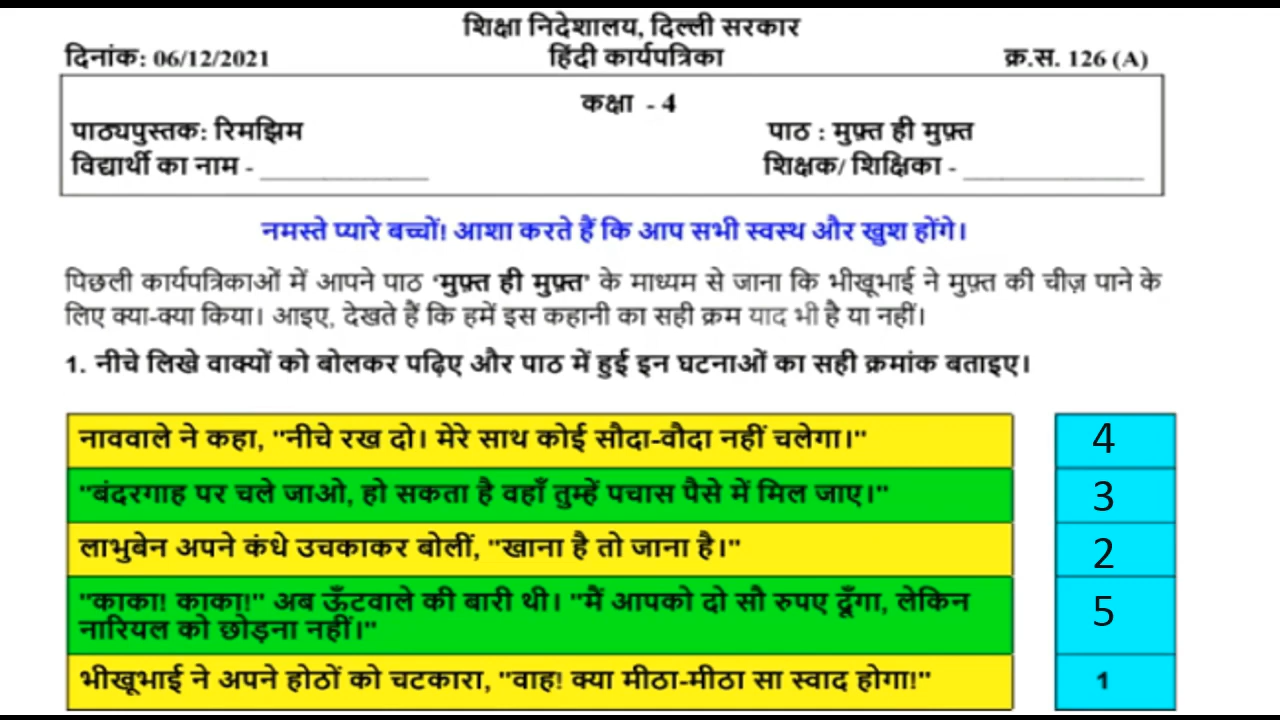 शिक्षा निदेशालय, दिल्ली सरकार
दिनांक: 06/12/2021 हिंदी कार्यपत्रिका क्र.स. 126 (A)
कक्षा - 4
पाठ्यपुस्तक: रिमझिम पाठ : मुफ़्त ही मुफ़्त
विद्यार्थी का नाम - ______________ शिक्षक/ शिक्षिका - _______________
नमस्ते प्यारे बच्चों! आशा करते हैं कि आप सभी स्वस्थ और खुश होंगे।
पिछली कार्यपत्रिकाओं में आपने पाठ 'मुफ़्त ही मुफ़्त' के माध्यम से जाना कि भीखूभाई ने मुफ़्त की चीज़ पाने के
लिए क्या-क्या किया। आइए, देखते हैं कि हमें इस कहानी का सही क्रम याद भी है या नहीं।
1. नीचे लिखे वाक्यों को बोलकर पढ़िए और पाठ में हुई इन घटनाओं का सही क्रमांक बताइए।
नाववाले ने कहा, "नीचे रख दो। मेरे साथ कोई सौदा-वौदा नहीं चलेगा।" 4
"बंदरगाह पर चले जाओ, हो सकता है वहाँ तुम्हें पचास पैसे में मिल जाए।" 3
लाभुबेन अपने कंधे उचकाकर बोलीं, "खाना है तो जाना है।" 2
"काका! काका!" अब ऊँटवाले की बारी थी। "मैं आपको दो सौ रुपए दूँगा, लेकिन
नारियल को छोड़ना नहीं।" 5
भीखूभाई ने अपने होठों को चटकारा, "वाह! क्या मीठा-मीठा सा स्वाद होगा!" 1